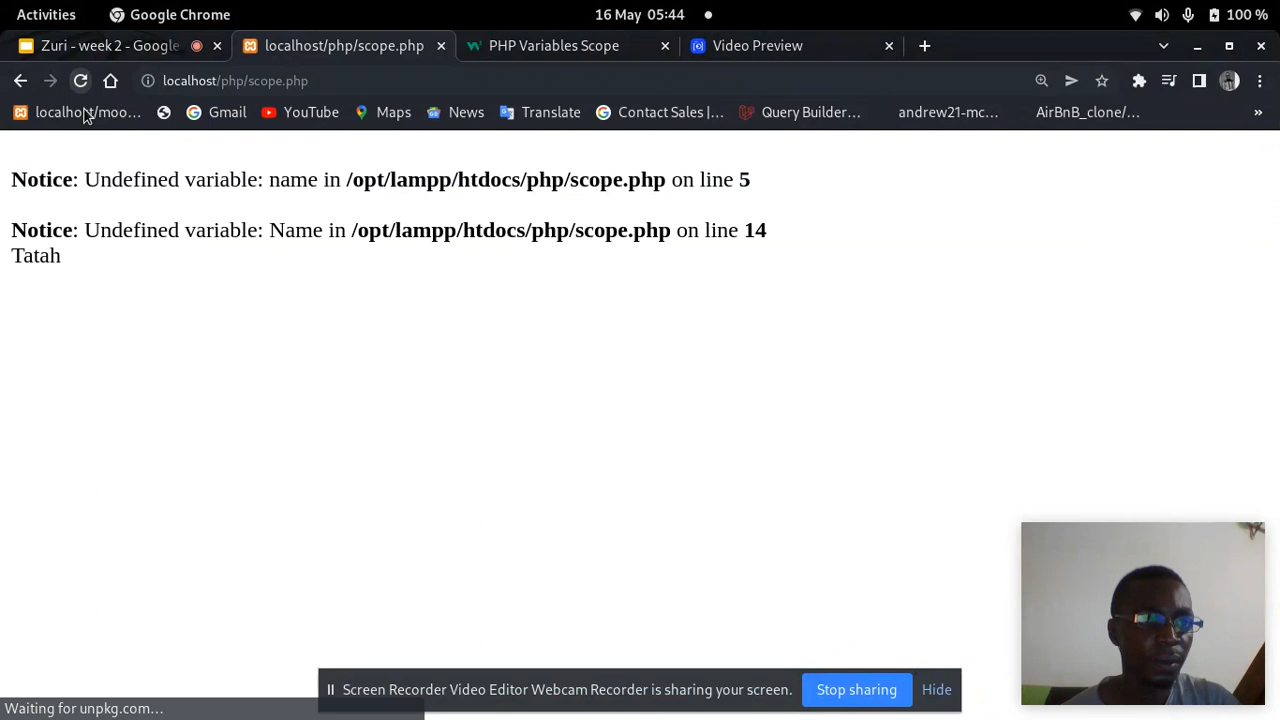 Activities Google Chrome 16 May 05:44 100 %
Zuri - week 2 - Google localhost/php/scope.php PHP Variables Scope Video Preview
localhost/php/scope.php
localhost/moo... Gmail YouTube Maps News Translate Contact Sales |... Query Builder... andrew21-mc... AirBnB_clone/... »
Notice: Undefined variable: name in /opt/lampp/htdocs/php/scope.php on line 5
Notice: Undefined variable: Name in /opt/lampp/htdocs/php/scope.php on line 14
Tatah
Screen Recorder Video Editor Webcam Recorder is sharing your screen. Stop sharing Hide
Waiting for unpkg.com...